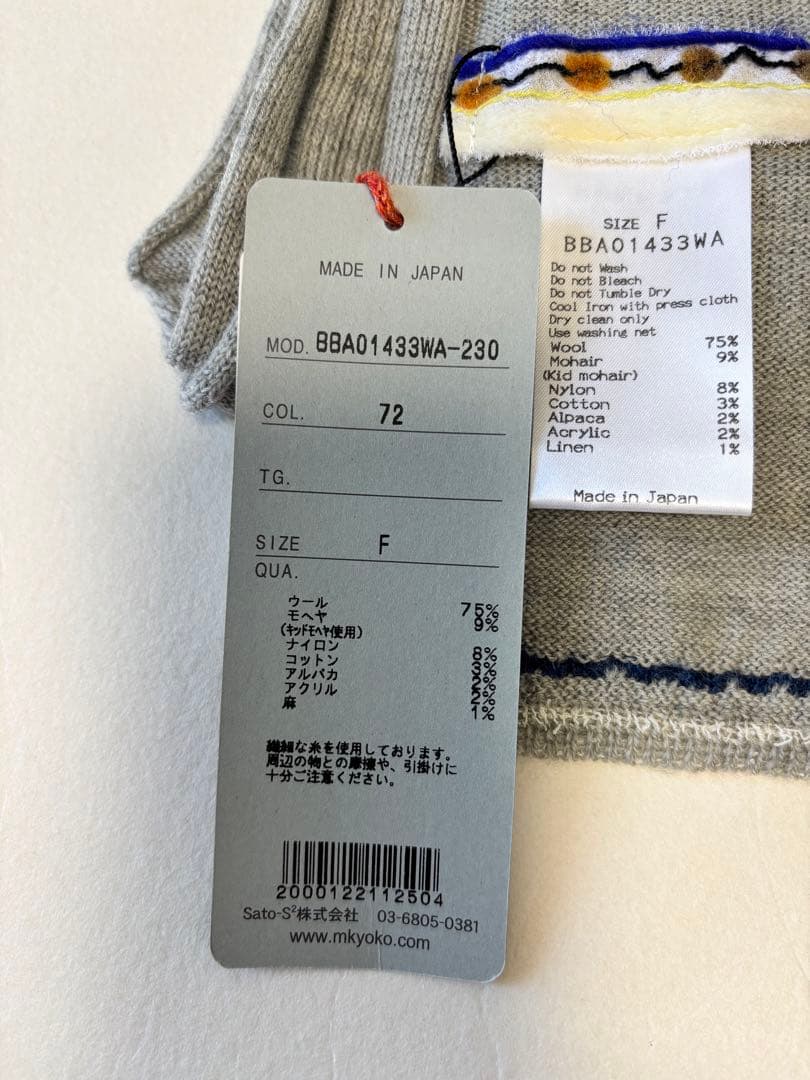 MADE IN JAPAN
MOD. BBA01433WA-230
COL. 72
TG.
SIZE F
QUA.
ウール 75%
モヘヤ 9%
(キッドモヘヤ使用)
ナイロン 8%
コットン 3%
アルパカ 2%
アクリル 2%
麻 1%
繊細な糸を使用しております。
周辺の物との摩擦や、引掛けに
十分ご注意ください。
2000122112504
Sato-S²株式会社 03-6805-0381
www.mkyoko.com
SIZE F
BBA01433WA
Do not Wash
Do not Bleach
Do not Tumble Dry
Cool Iron with press cloth
Dry clean only
Use washing net
Wool 75%
Mohair 9%
(Kid mohair)
Nylon 8%
Cotton 3%
Alpaca 2%
Acrylic 2%
Linen 1%
Made in Japan